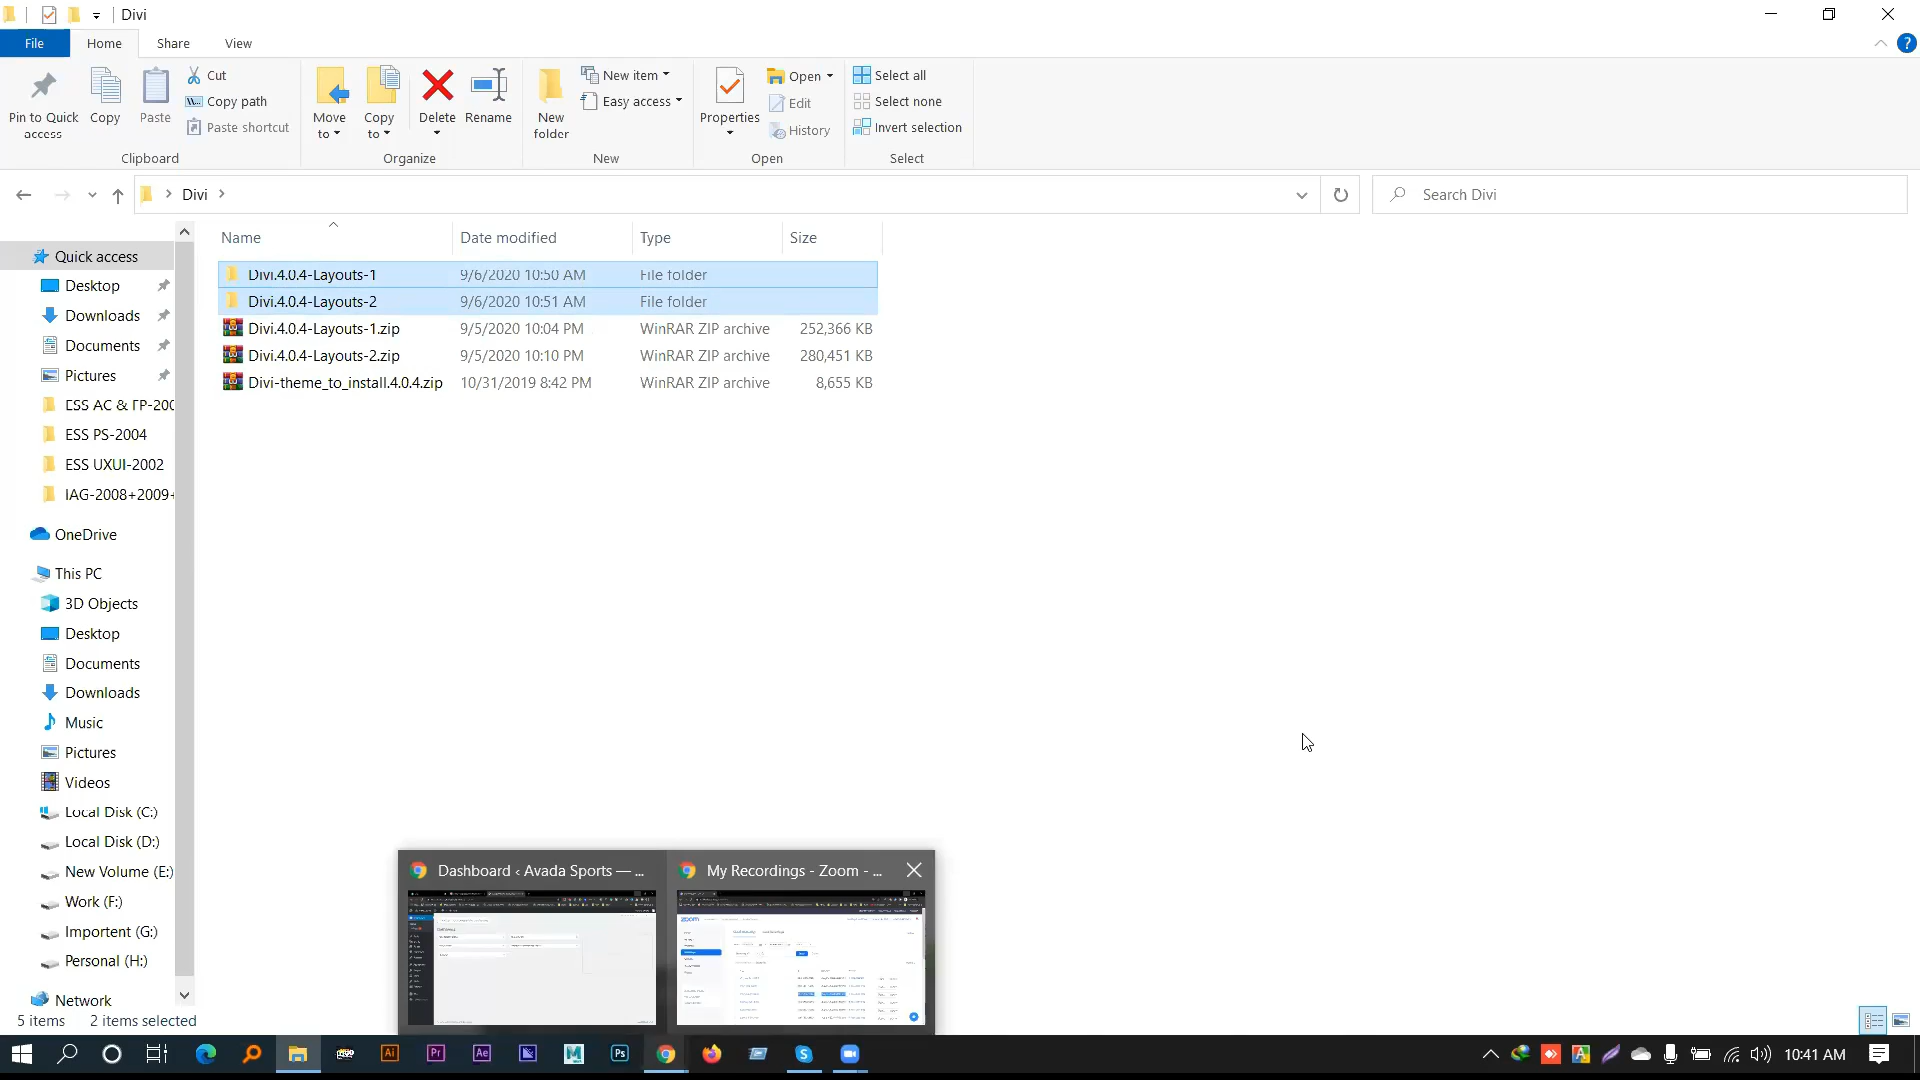 Divi
File Home Share View
Pin to Quick access
Copy
Paste
Cut
Copy path
Paste shortcut
Clipboard
Move to
Copy to
Delete
Rename
Organize
New folder
New item
Easy access
New
Properties
Open
Edit
History
Open
Select all
Select none
Invert selection
Select
Divi
Search Divi
Name Date modified Type Size
Divi.4.0.4-Layouts-1 9/6/2020 10:50 AM File folder
Divi.4.0.4-Layouts-2 9/6/2020 10:51 AM File folder
Divi.4.0.4-Layouts-1.zip 9/5/2020 10:04 PM WinRAR ZIP archive 252,366 KB
Divi.4.0.4-Layouts-2.zip 9/5/2020 10:10 PM WinRAR ZIP archive 280,451 KB
Divi-theme_to_install.4.0.4.zip 10/31/2019 8:42 PM WinRAR ZIP archive 8,655 KB
Quick access
Desktop
Downloads
Documents
Pictures
ESS AC & FP-200
ESS PS-2004
ESS UXUI-2002
IAG-2008+2009+
OneDrive
This PC
3D Objects
Desktop
Documents
Downloads
Music
Pictures
Videos
Local Disk (C:)
Local Disk (D:)
New Volume (E:)
Work (F:)
Importent (G:)
Personal (H:)
Network
5 items 2 items selected
Dashboard ‹ Avada Sports — ...
My Recordings - Zoom - ...
zoom
Ai Pr Ae M Ps
10:41 AM